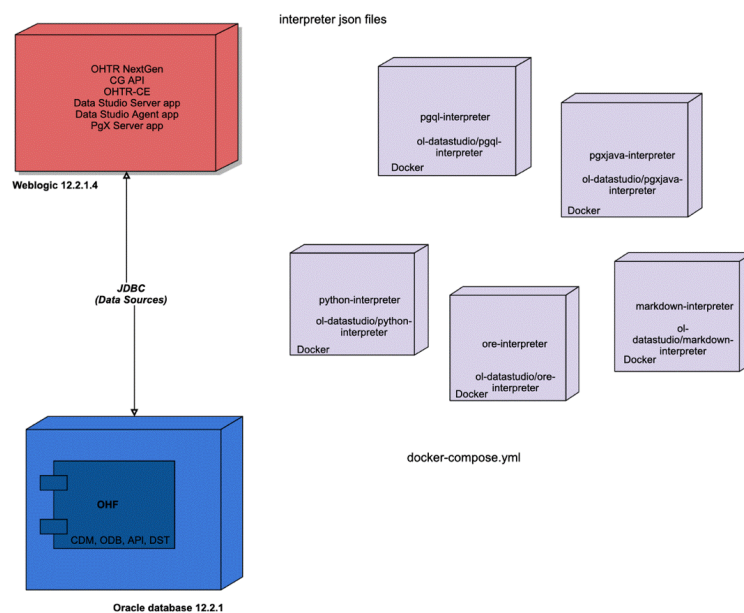 interpreter json files
OHTR NextGen
CG API
OHTR-CE
Data Studio Server app
Data Studio Agent app
PgX Server app
Weblogic 12.2.1.4
pgql-interpreter
ol-datastudio/pgql-
interpreter
Docker
pgxjava-interpreter
ol-datastudio/pgxjava-
interpreter
Docker
JDBC
(Data Sources)
python-interpreter
ol-datastudio/python-
interpreter
Docker
ore-interpreter
ol-datastudio/ore-
interpreter
Docker
markdown-interpreter
ol-
datastudio/markdown-
interpreter
Docker
docker-compose.yml
OHF
CDM, ODB, API, DST
Oracle database 12.2.1